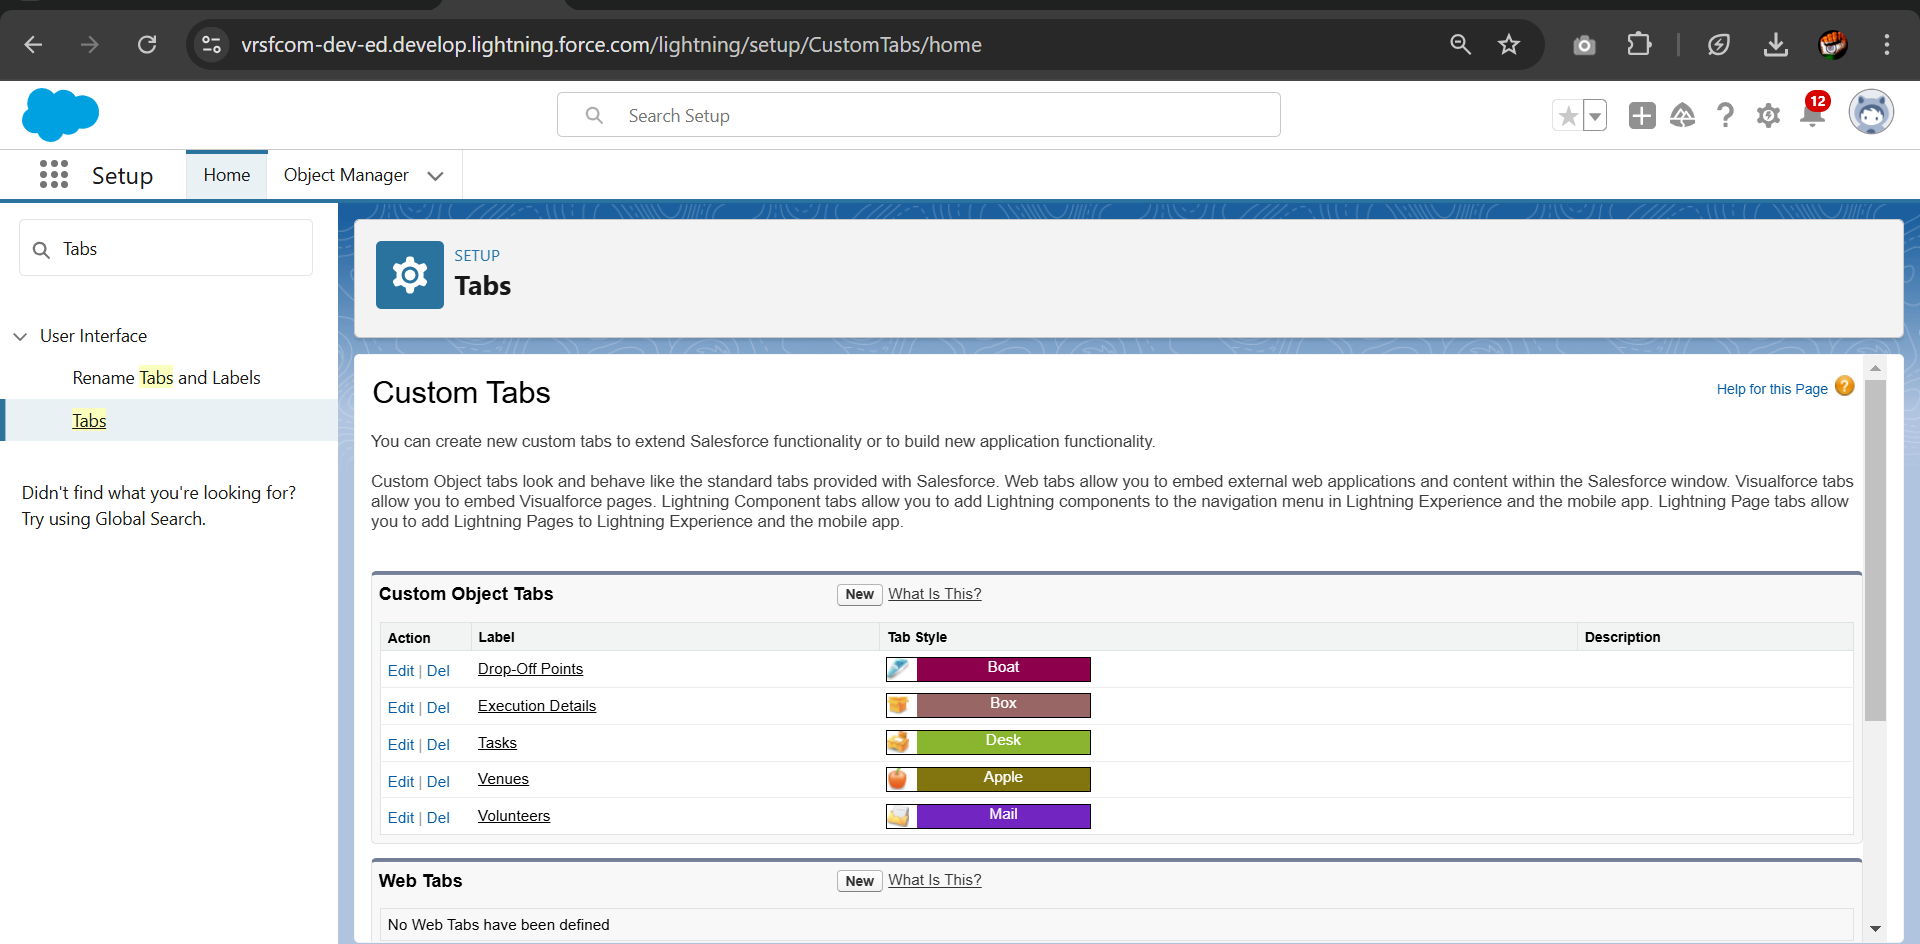 vrsfcom-dev-ed.develop.lightning.force.com/lightning/setup/CustomTabs/home
Search Setup
12
Setup
Home
Object Manager
Tabs
User Interface
Rename Tabs and Labels
Tabs
Didn't find what you're looking for?
Try using Global Search.
SETUP
Tabs
Custom Tabs
Help for this Page ?
You can create new custom tabs to extend Salesforce functionality or to build new application functionality.
Custom Object tabs look and behave like the standard tabs provided with Salesforce. Web tabs allow you to embed external web applications and content within the Salesforce window. Visualforce tabs
allow you to embed Visualforce pages. Lightning Component tabs allow you to add Lightning components to the navigation menu in Lightning Experience and the mobile app. Lightning Page tabs allow
you to add Lightning Pages to Lightning Experience and the mobile app.
Custom Object Tabs New What Is This?
Action Label Tab Style Description
Edit | Del Drop-Off Points Boat
Edit | Del Execution Details Box
Edit | Del Tasks Desk
Edit | Del Venues Apple
Edit | Del Volunteers Mail
Web Tabs New What Is This?
No Web Tabs have been defined